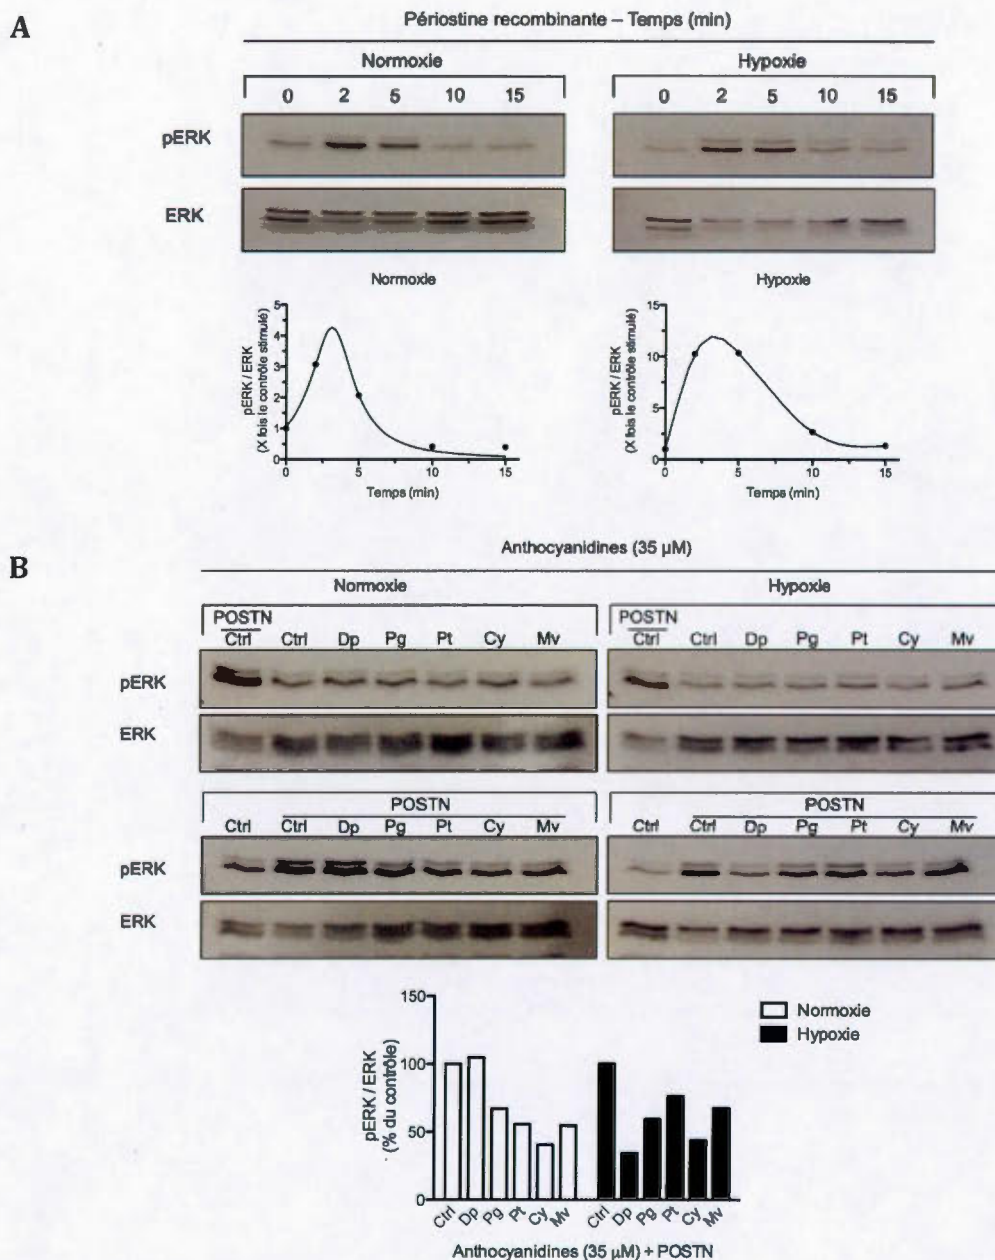 A
Périostine recombinante – Temps (min)
Normoxie
Hypoxie
0 2 5 10 15
0 2 5 10 15
pERK
ERK
Normoxie
Hypoxie
pERK / ERK
(X fois le contrôle stimulé)
5
4
3
2
1
0
0 5 10 15
Temps (min)
pERK / ERK
(X fois le contrôle stimulé)
15
10
5
0
0 5 10 15
Temps (min)
B
Anthocyanidines (35 µM)
Normoxie
Hypoxie
POSTN
Ctrl Ctrl Dp Pg Pt Cy Mv
POSTN
Ctrl Ctrl Dp Pg Pt Cy Mv
pERK
ERK
POSTN
Ctrl Ctrl Dp Pg Pt Cy Mv
POSTN
Ctrl Ctrl Dp Pg Pt Cy Mv
pERK
ERK
pERK / ERK
(% du contrôle)
150
100
50
0
Normoxie
Hypoxie
Ctrl Dp Pg Pt Cy Mv
Ctrl Dp Pg Pt Cy Mv
Anthocyanidines (35 µM) + POSTN